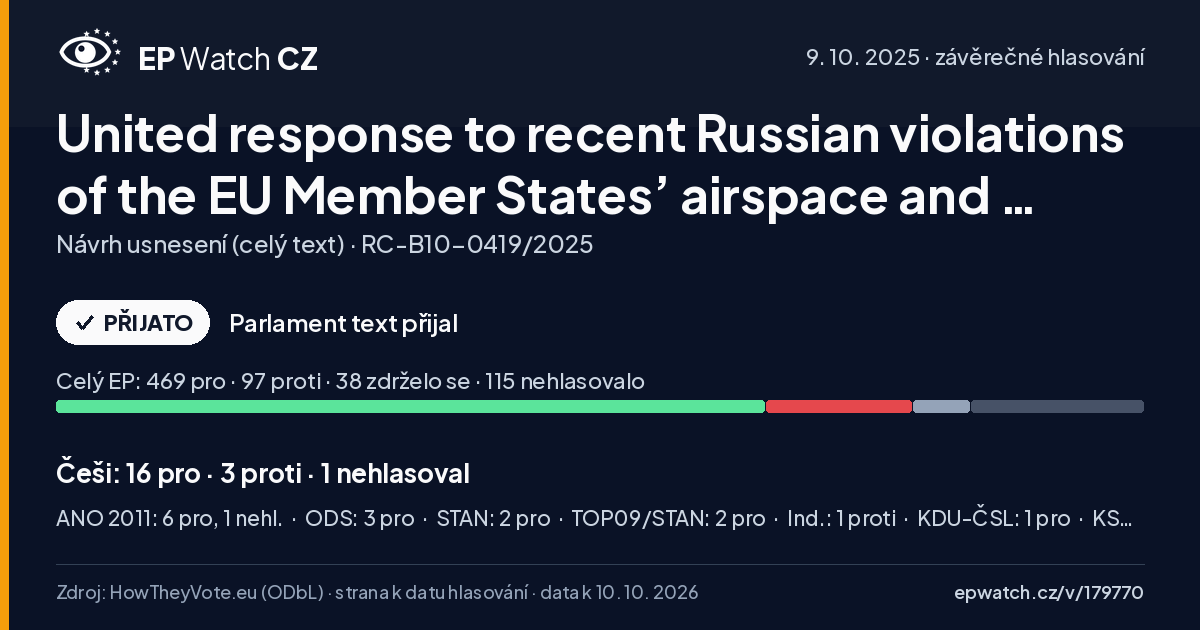 EP Watch CZ
9. 10. 2025 · závěrečné hlasování
United response to recent Russian violations
of the EU Member States’ airspace and …
Návrh usnesení (celý text) · RC-B10-0419/2025
✓ PŘIJATO
Parlament text přijal
Celý EP: 469 pro · 97 proti · 38 zdrželo se · 115 nehlasovalo
Češi: 16 pro · 3 proti · 1 nehlasoval
ANO 2011: 6 pro, 1 nehl. · ODS: 3 pro · STAN: 2 pro · TOP09/STAN: 2 pro · Ind.: 1 proti · KDU-ČSL: 1 pro · KS…
Zdroj: HowTheyVote.eu (ODbL) · strana k datu hlasování · data k 10. 10. 2026
epwatch.cz/v/179770